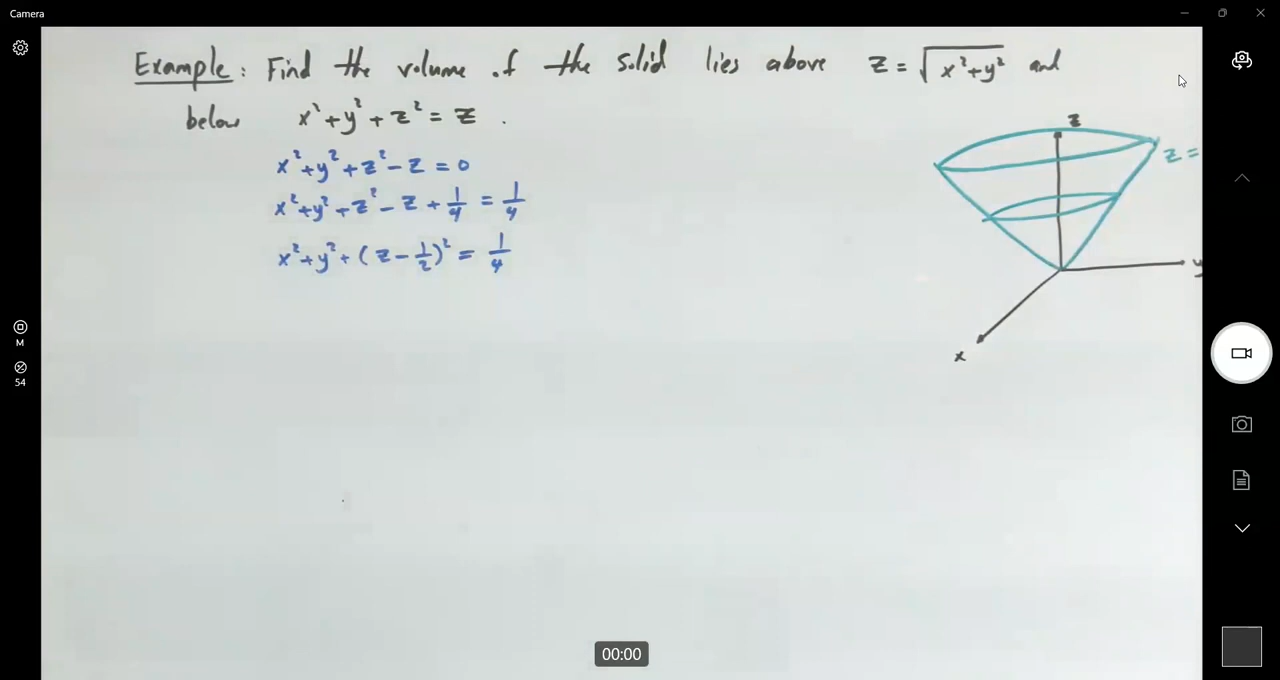 Camera
Example: Find the volume of the solid lies above z = √(x²+y²) and
below x²+y²+z² = z .
x²+y²+z²-z = 0
x²+y²+z²-z+1/4 = 1/4
x²+y²+(z-1/2)² = 1/4
z
z =
y
x
M
54
00:00